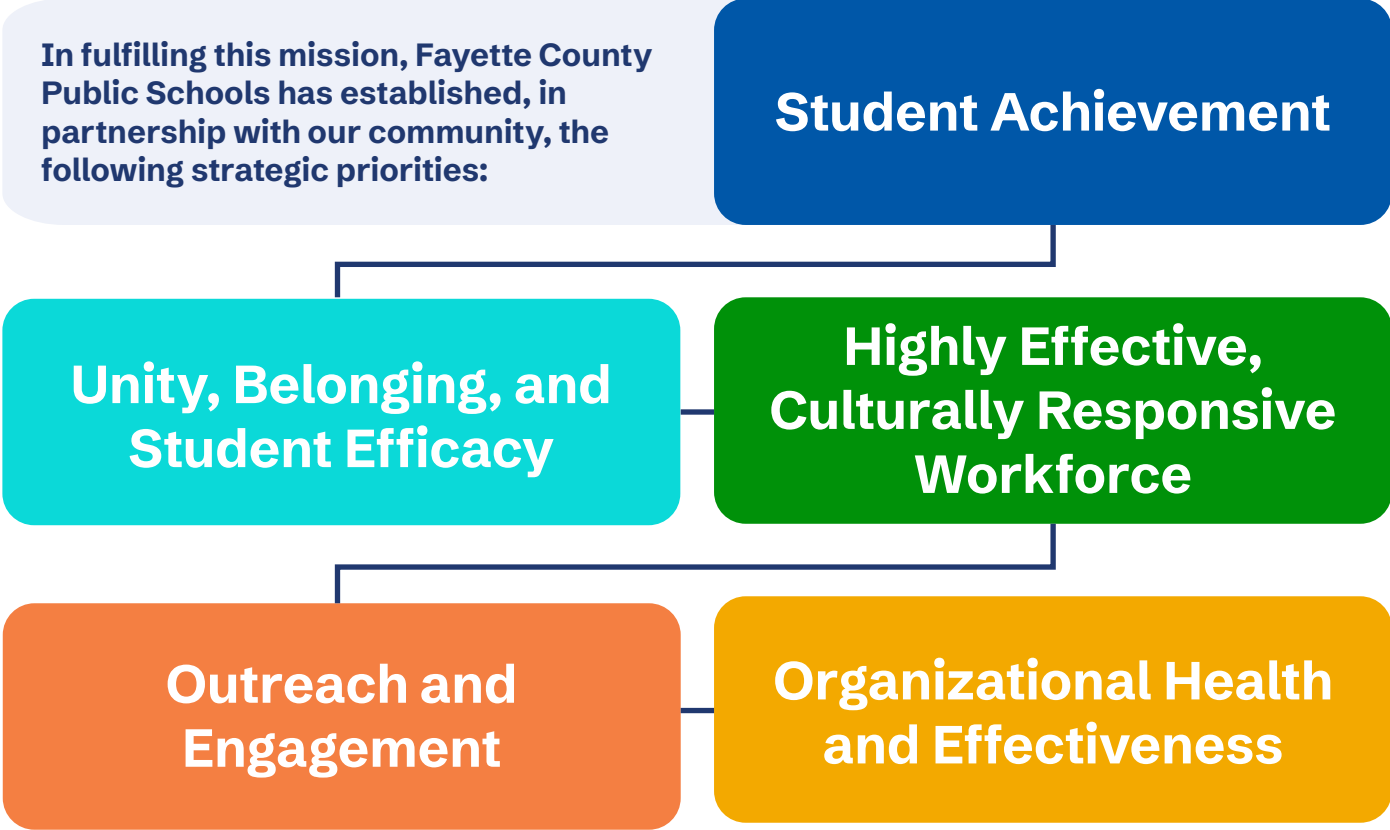 In fulfilling this mission, Fayette County
Public Schools has established, in
partnership with our community, the
following strategic priorities:
Student Achievement
Unity, Belonging, and
Student Efficacy
Highly Effective,
Culturally Responsive
Workforce
Outreach and
Engagement
Organizational Health
and Effectiveness